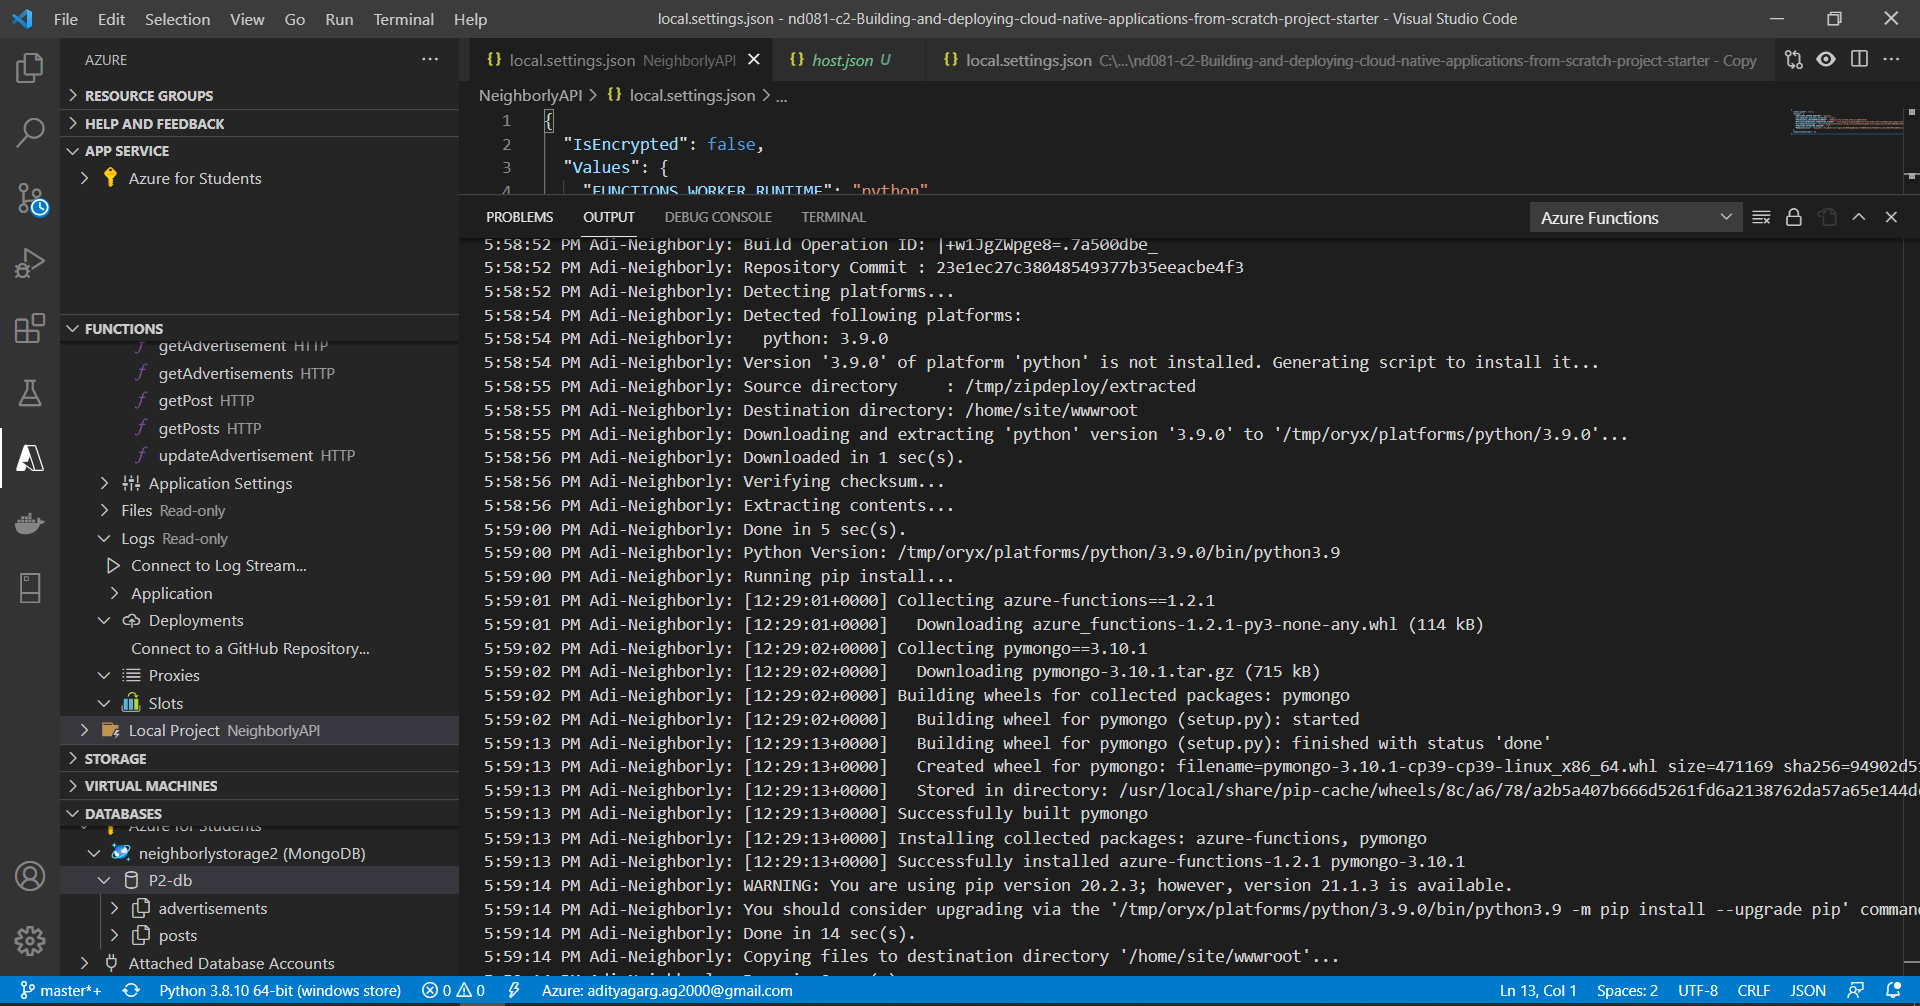 File Edit Selection View Go Run Terminal Help
local.settings.json - nd081-c2-Building-and-deploying-cloud-native-applications-from-scratch-project-starter - Visual Studio Code
AZURE
RESOURCE GROUPS
HELP AND FEEDBACK
APP SERVICE
Azure for Students
FUNCTIONS
getAdvertisement HTTP
getAdvertisements HTTP
getPost HTTP
getPosts HTTP
updateAdvertisement HTTP
Application Settings
Files Read-only
Logs Read-only
Connect to Log Stream...
Application
Deployments
Connect to a GitHub Repository...
Proxies
Slots
Local Project NeighborlyAPI
STORAGE
VIRTUAL MACHINES
DATABASES
Azure for Students
neighborlystorage2 (MongoDB)
P2-db
advertisements
posts
Attached Database Accounts
{} local.settings.json NeighborlyAPI
{} host.json U
{} local.settings.json C:\...\nd081-c2-Building-and-deploying-cloud-native-applications-from-scratch-project-starter - Copy
NeighborlyAPI > {} local.settings.json > ...
1 {
2 "IsEncrypted": false,
3 "Values": {
4 "FUNCTIONS_WORKER_RUNTIME": "python"
PROBLEMS OUTPUT DEBUG CONSOLE TERMINAL
Azure Functions
5:58:52 PM Adi-Neighborly: Build Operation ID: |+w1JgZWpge8=.7a500dbe_
5:58:52 PM Adi-Neighborly: Repository Commit : 23e1ec27c38048549377b35eeacbe4f3
5:58:52 PM Adi-Neighborly: Detecting platforms...
5:58:54 PM Adi-Neighborly: Detected following platforms:
5:58:54 PM Adi-Neighborly:   python: 3.9.0
5:58:54 PM Adi-Neighborly: Version '3.9.0' of platform 'python' is not installed. Generating script to install it...
5:58:55 PM Adi-Neighborly: Source directory     : /tmp/zipdeploy/extracted
5:58:55 PM Adi-Neighborly: Destination directory: /home/site/wwwroot
5:58:55 PM Adi-Neighborly: Downloading and extracting 'python' version '3.9.0' to '/tmp/oryx/platforms/python/3.9.0'...
5:58:56 PM Adi-Neighborly: Downloaded in 1 sec(s).
5:58:56 PM Adi-Neighborly: Verifying checksum...
5:58:56 PM Adi-Neighborly: Extracting contents...
5:59:00 PM Adi-Neighborly: Done in 5 sec(s).
5:59:00 PM Adi-Neighborly: Python Version: /tmp/oryx/platforms/python/3.9.0/bin/python3.9
5:59:00 PM Adi-Neighborly: Running pip install...
5:59:01 PM Adi-Neighborly: [12:29:01+0000] Collecting azure-functions==1.2.1
5:59:01 PM Adi-Neighborly: [12:29:01+0000]   Downloading azure_functions-1.2.1-py3-none-any.whl (114 kB)
5:59:02 PM Adi-Neighborly: [12:29:02+0000] Collecting pymongo==3.10.1
5:59:02 PM Adi-Neighborly: [12:29:02+0000]   Downloading pymongo-3.10.1.tar.gz (715 kB)
5:59:02 PM Adi-Neighborly: [12:29:02+0000] Building wheels for collected packages: pymongo
5:59:02 PM Adi-Neighborly: [12:29:02+0000]   Building wheel for pymongo (setup.py): started
5:59:13 PM Adi-Neighborly: [12:29:13+0000]   Building wheel for pymongo (setup.py): finished with status 'done'
5:59:13 PM Adi-Neighborly: [12:29:13+0000]   Created wheel for pymongo: filename=pymongo-3.10.1-cp39-cp39-linux_x86_64.whl size=471169 sha256=94902d5
5:59:13 PM Adi-Neighborly: [12:29:13+0000]   Stored in directory: /usr/local/share/pip-cache/wheels/8c/a6/78/a2b5a407b666d5261fd6a2138762da57a65e144d
5:59:13 PM Adi-Neighborly: [12:29:13+0000] Successfully built pymongo
5:59:13 PM Adi-Neighborly: [12:29:13+0000] Installing collected packages: azure-functions, pymongo
5:59:13 PM Adi-Neighborly: [12:29:13+0000] Successfully installed azure-functions-1.2.1 pymongo-3.10.1
5:59:14 PM Adi-Neighborly: WARNING: You are using pip version 20.2.3; however, version 21.1.3 is available.
5:59:14 PM Adi-Neighborly: You should consider upgrading via the '/tmp/oryx/platforms/python/3.9.0/bin/python3.9 -m pip install --upgrade pip' comman
5:59:14 PM Adi-Neighborly: Done in 14 sec(s).
5:59:14 PM Adi-Neighborly: Copying files to destination directory '/home/site/wwwroot'...
master*+ Python 3.8.10 64-bit (windows store) 0 0 Azure: adityagarg.ag2000@gmail.com Ln 13, Col 1 Spaces: 2 UTF-8 CRLF JSON